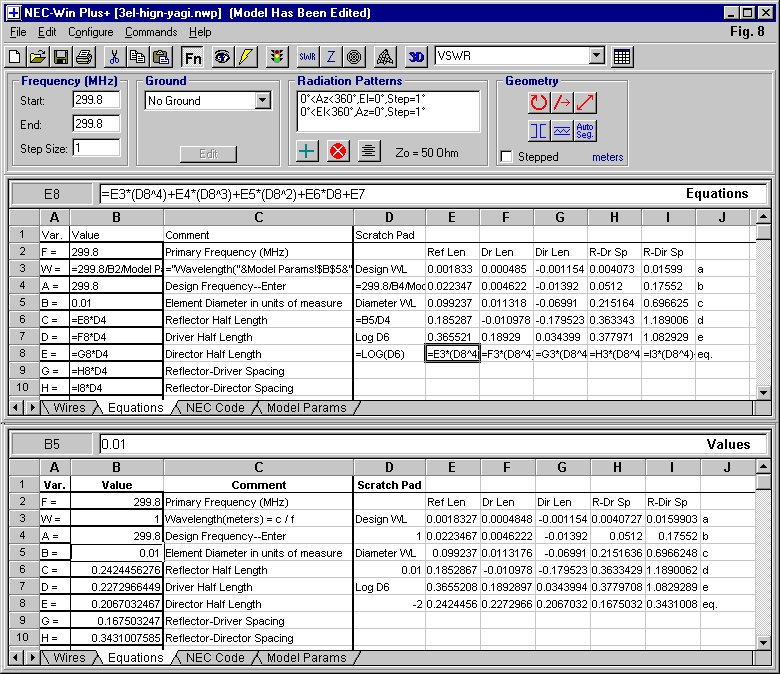 NEC-Win Plus+ [3el-hign-yagi.nwp] (Model Has Been Edited)
File Edit Configure Commands Help Fig. 8
Fn SWR Z 3D VSWR
Frequency (MHz) Ground Radiation Patterns Geometry
Start: 299.8 No Ground 0°<Az<360°,El=0°,Step=1°
0°<El<360°,Az=0°,Step=1°
End: 299.8
Step Size: 1 Edit Zo = 50 Ohm Auto Seg. Stepped meters
E8 =E3*(D8^4)+E4*(D8^3)+E5*(D8^2)+E6*D8+E7 Equations
A B C D E F G H I J
1 Var. Value Comment Scratch Pad
2 F = 299.8 Primary Frequency (MHz) Ref Len Dr Len Dir Len R-Dr Sp R-Dir Sp
3 W = =299.8/B2/Model Pa ="Wavelength("&Model Params!$B$5&" Design WL 0.001833 0.000485 -0.001154 0.004073 0.01599 a
4 A = 299.8 Design Frequency--Enter =299.8/B4/Mod 0.022347 0.004622 -0.01392 0.0512 0.17552 b
5 B = 0.01 Element Diameter in units of measure Diameter WL 0.099237 0.011318 -0.06991 0.215164 0.696625 c
6 C = =E8*D4 Reflector Half Length =B5/D4 0.185287 -0.010978 -0.179523 0.363343 1.189006 d
7 D = =F8*D4 Driver Half Length Log D6 0.365521 0.18929 0.034399 0.377971 1.082929 e
8 E = =G8*D4 Director Half Length =LOG(D6) =E3*(D8^4) =F3*(D8^4) =G3*(D8^4 =H3*(D8^4 =I3*(D8^4)- eq.
9 G = =H8*D4 Reflector-Driver Spacing
10 H = =I8*D4 Reflector-Director Spacing
Wires Equations NEC Code Model Params
B5 0.01 Values
A B C D E F G H I J
1 Var. Value Comment Scratch Pad
2 F = 299.8 Primary Frequency (MHz) Ref Len Dr Len Dir Len R-Dr Sp R-Dir Sp
3 W = 1 Wavelength(meters) = c / f Design WL 0.0018327 0.0004848 -0.001154 0.0040727 0.0159903 a
4 A = 299.8 Design Frequency--Enter 1 0.0223467 0.0046222 -0.01392 0.0512 0.17552 b
5 B = 0.01 Element Diameter in units of measure Diameter WL 0.099237 0.0113176 -0.06991 0.2151636 0.6966248 c
6 C = 0.2424456276 Reflector Half Length 0.01 0.1852867 -0.010978 -0.179523 0.3633429 1.1890062 d
7 D = 0.2272966449 Driver Half Length Log D6 0.3655208 0.1892897 0.0343994 0.3779708 1.0829289 e
8 E = 0.2067032467 Director Half Length -2 0.2424456 0.2272966 0.2067032 0.1675032 0.3431008 eq.
9 G = 0.167503247 Reflector-Driver Spacing
10 H = 0.3431007585 Reflector-Director Spacing
Wires Equations NEC Code Model Params